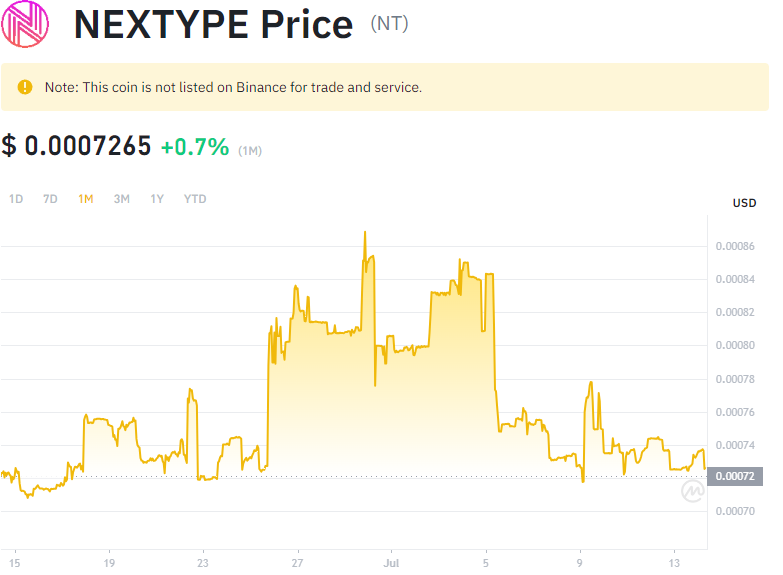 NEXTYPE Price (NT)
Note: This coin is not listed on Binance for trade and service.
$ 0.0007265 +0.7% (1M)
1D 7D 1M 3M 1Y YTD
USD
0.00086
0.00084
0.00082
0.00080
0.00078
0.00076
0.00074
0.00072
0.00070
15 19 23 27 Jul 5 9 13